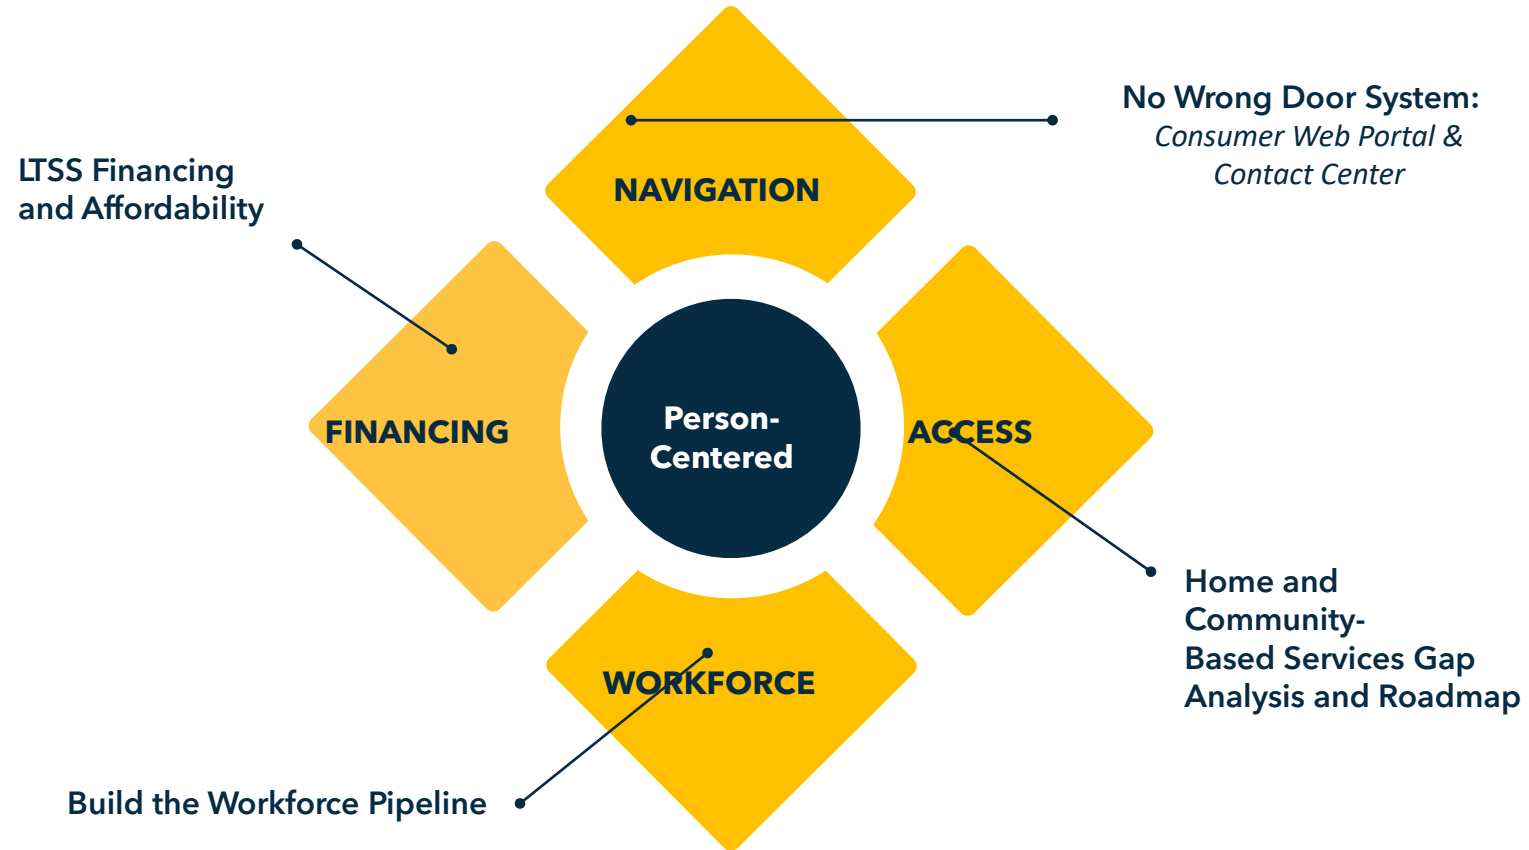 No Wrong Door System:
Consumer Web Portal &
Contact Center
LTSS Financing
and Affordability
NAVIGATION
FINANCING
Person-
Centered
ACCESS
Home and
Community-
Based Services Gap
Analysis and Roadmap
WORKFORCE
Build the Workforce Pipeline